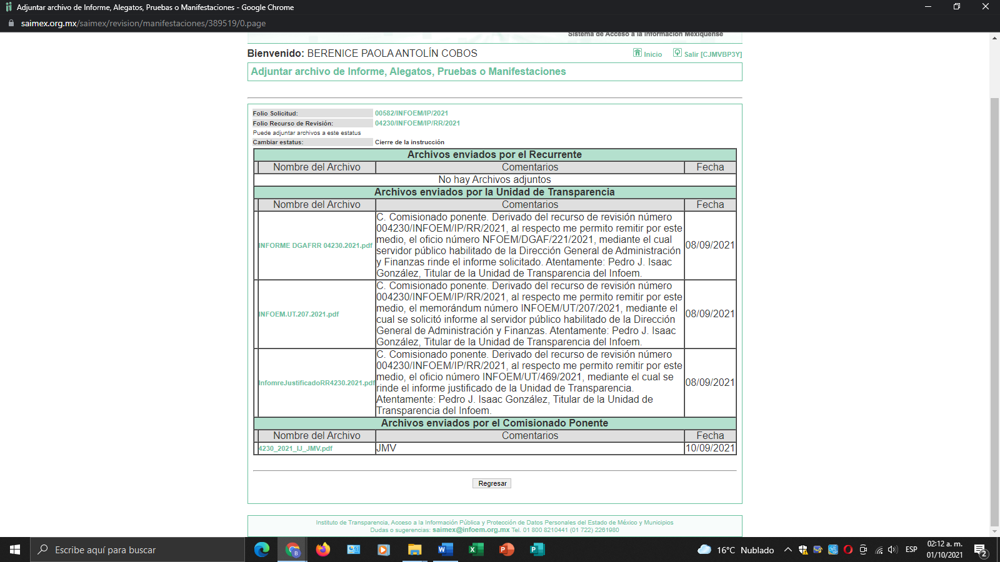 Adjuntar archivo de Informe, Alegatos, Pruebas o Manifestaciones - Google Chrome
saimex.org.mx/saimex/revision/manifestaciones/389519/0.page
Sistema de Acceso a la Información Mexiquense
Bienvenido: BERENICE PAOLA ANTOLÍN COBOS
Inicio
Salir [CJMVBP3Y]
Adjuntar archivo de Informe, Alegatos, Pruebas o Manifestaciones
Folio Solicitud: 00582/INFOEM/IP/2021
Folio Recurso de Revisión: 04230/INFOEM/IP/RR/2021
Puede adjuntar archivos a este estatus
Cambiar estatus: Cierre de la instrucción
Archivos enviados por el Recurrente
Nombre del Archivo Comentarios Fecha
No hay Archivos adjuntos
Archivos enviados por la Unidad de Transparencia
Nombre del Archivo Comentarios Fecha
INFORME DGAFRR 04230.2021.pdf
C. Comisionado ponente. Derivado del recurso de revisión número
004230/INFOEM/IP/RR/2021, al respecto me permito remitir por este
medio, el oficio número NFOEM/DGAF/221/2021, mediante el cual
servidor público habilitado de la Dirección General de Administración
y Finanzas rinde el informe solicitado. Atentamente: Pedro J. Isaac
González, Titular de la Unidad de Transparencia del Infoem.
08/09/2021
INFOEM.UT.207.2021.pdf
C. Comisionado ponente. Derivado del recurso de revisión número
004230/INFOEM/IP/RR/2021, al respecto me permito remitir por este
medio, el memorándum número INFOEM/UT/207/2021, mediante el
cual se solicitó informe al servidor público habilitado de la Dirección
General de Administración y Finanzas. Atentamente: Pedro J. Isaac
González, Titular de la Unidad de Transparencia del Infoem.
08/09/2021
InfomreJustificadoRR4230.2021.pdf
C. Comisionado ponente. Derivado del recurso de revisión número
004230/INFOEM/IP/RR/2021, al respecto me permito remitir por este
medio, el oficio número INFOEM/UT/469/2021, mediante el cual se
rinde el informe justificado de la Unidad de Transparencia.
Atentamente: Pedro J. Isaac González, Titular de la Unidad de
Transparencia del Infoem.
08/09/2021
Archivos enviados por el Comisionado Ponente
Nombre del Archivo Comentarios Fecha
4230_2021_IJ_JMV.pdf JMV 10/09/2021
Regresar
Instituto de Transparencia, Acceso a la Información Pública y Protección de Datos Personales del Estado de México y Municipios
Dudas o sugerencias: saimex@infoem.org.mx Tel. 01 800 8210441 (01 722) 2261980
Escribe aquí para buscar
16°C Nublado
ESP
02:12 a. m.
01/10/2021
2